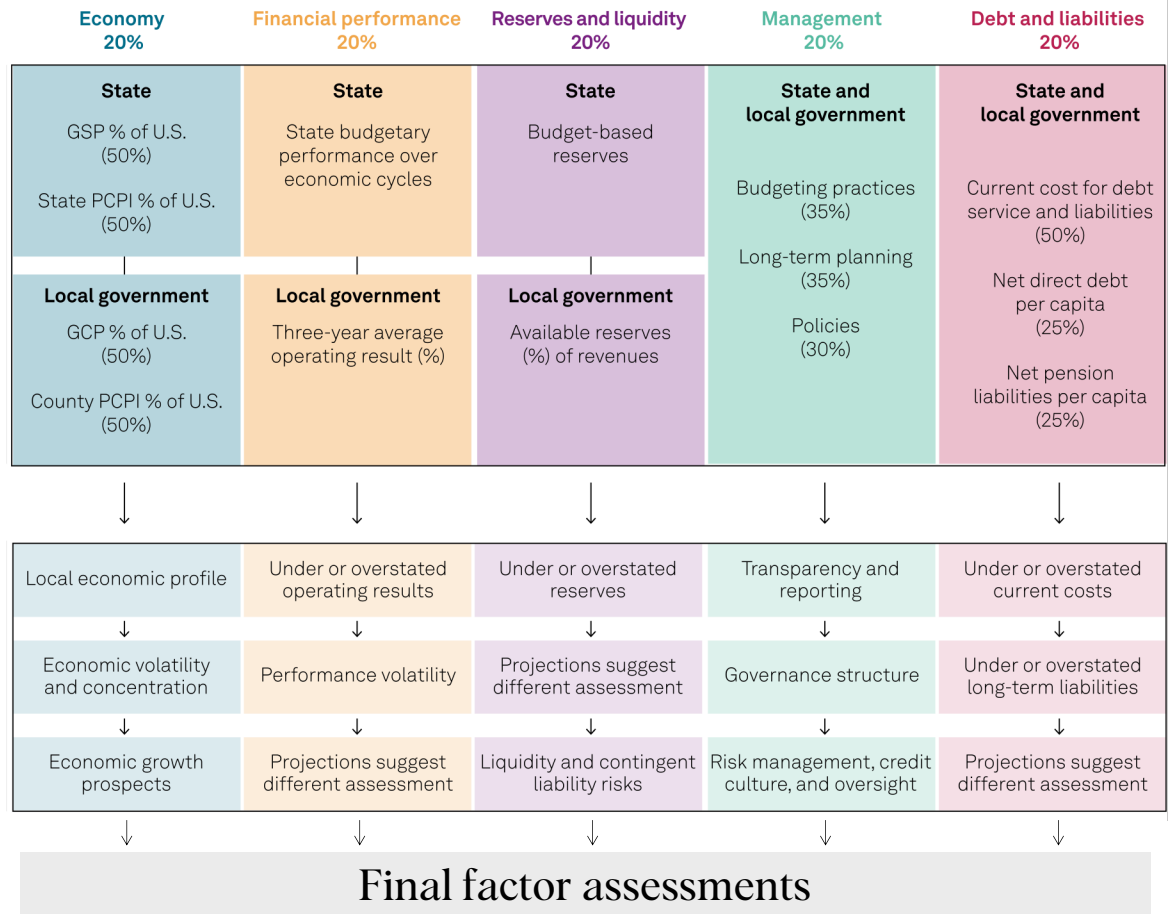 Economy
20%
Financial performance
20%
Reserves and liquidity
20%
Management
20%
Debt and liabilities
20%
State
GSP % of U.S.
(50%)
State PCPI % of U.S.
(50%)
Local government
GCP % of U.S.
(50%)
County PCPI % of U.S.
(50%)
State
State budgetary
performance over
economic cycles
Local government
Three-year average
operating result (%)
State
Budget-based
reserves
Local government
Available reserves
(%) of revenues
State and
local government
Budgeting practices
(35%)
Long-term planning
(35%)
Policies
(30%)
State and
local government
Current cost for debt
service and liabilities
(50%)
Net direct debt
per capita
(25%)
Net pension
liabilities per capita
(25%)
Local economic profile
Under or overstated
operating results
Under or overstated
reserves
Transparency and
reporting
Under or overstated
current costs
Economic volatility
and concentration
Performance volatility
Projections suggest
different assessment
Governance structure
Under or overstated
long-term liabilities
Economic growth
prospects
Projections suggest
different assessment
Liquidity and contingent
liability risks
Risk management, credit
culture, and oversight
Projections suggest
different assessment
Final factor assessments